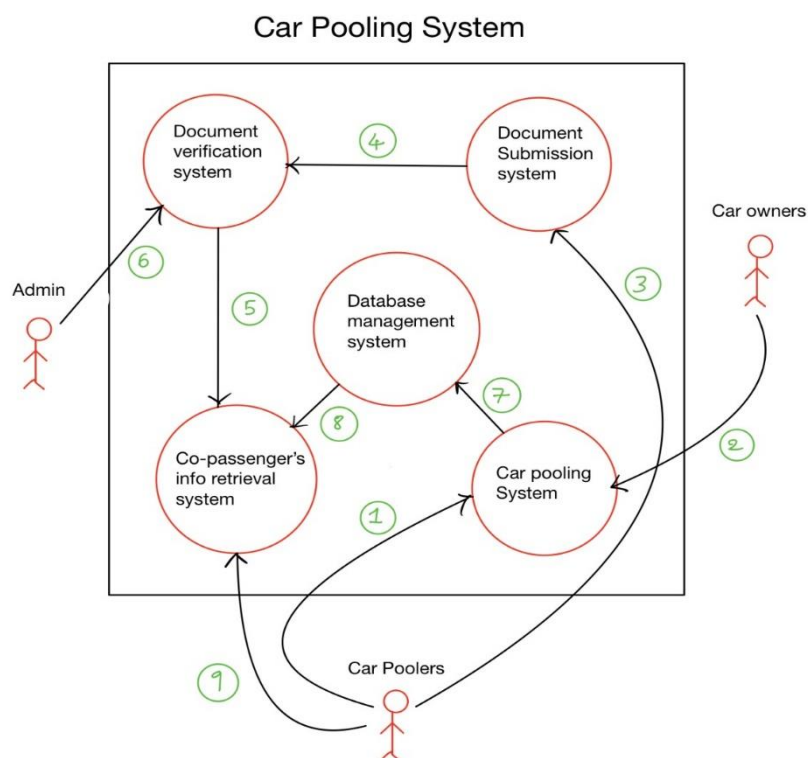 Car Pooling System
Document
verification
system
4
Document
Submission
system
Car owners
6
3
Admin
5
Database
management
system
7
8
2
Co-passenger's
info retrieval
system
Car pooling
System
1
9
Car Poolers